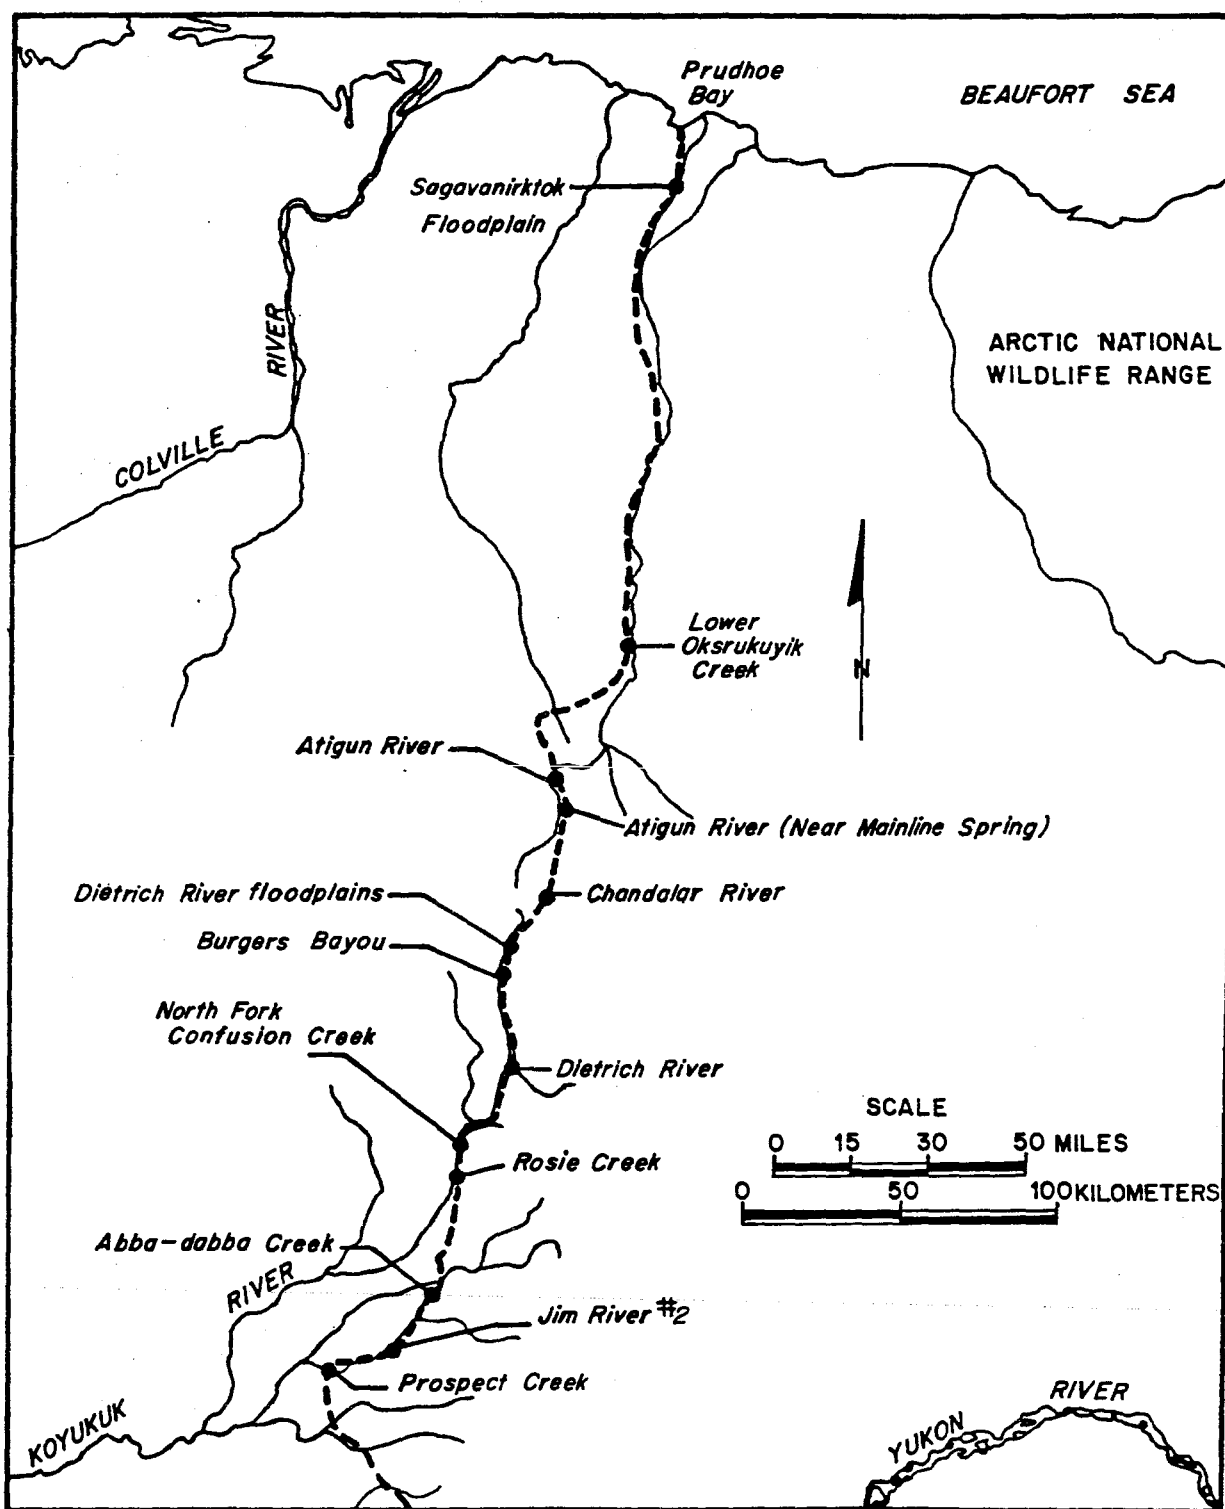 Prudhoe
Bay
BEAUFORT SEA
Sagavanirktok
Floodplain
RIVER
ARCTIC NATIONAL
WILDLIFE RANGE
COLVILLE
Lower
Oksrukuyik
Creek
N
Atigun River
Atigun River (Near Mainline Spring)
Dietrich River floodplains
Chandalar River
Burgers Bayou
North Fork
Confusion Creek
Dietrich River
SCALE
0 15 30 50 MILES
0 50 100 KILOMETERS
Rosie Creek
Abba-dabba Creek
RIVER
Jim River #2
Prospect Creek
KOYUKUK
YUKON
RIVER